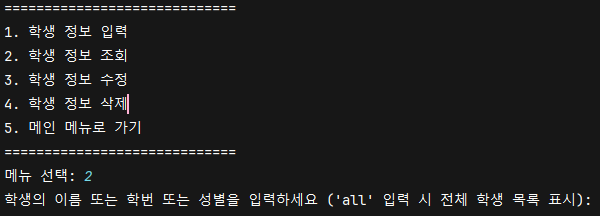 =============================
1. 학생 정보 입력
2. 학생 정보 조회
3. 학생 정보 수정
4. 학생 정보 삭제
5. 메인 메뉴로 가기
=============================
메뉴 선택: 2
학생의 이름 또는 학번 또는 성별을 입력하세요 ('all' 입력 시 전체 학생 목록 표시):